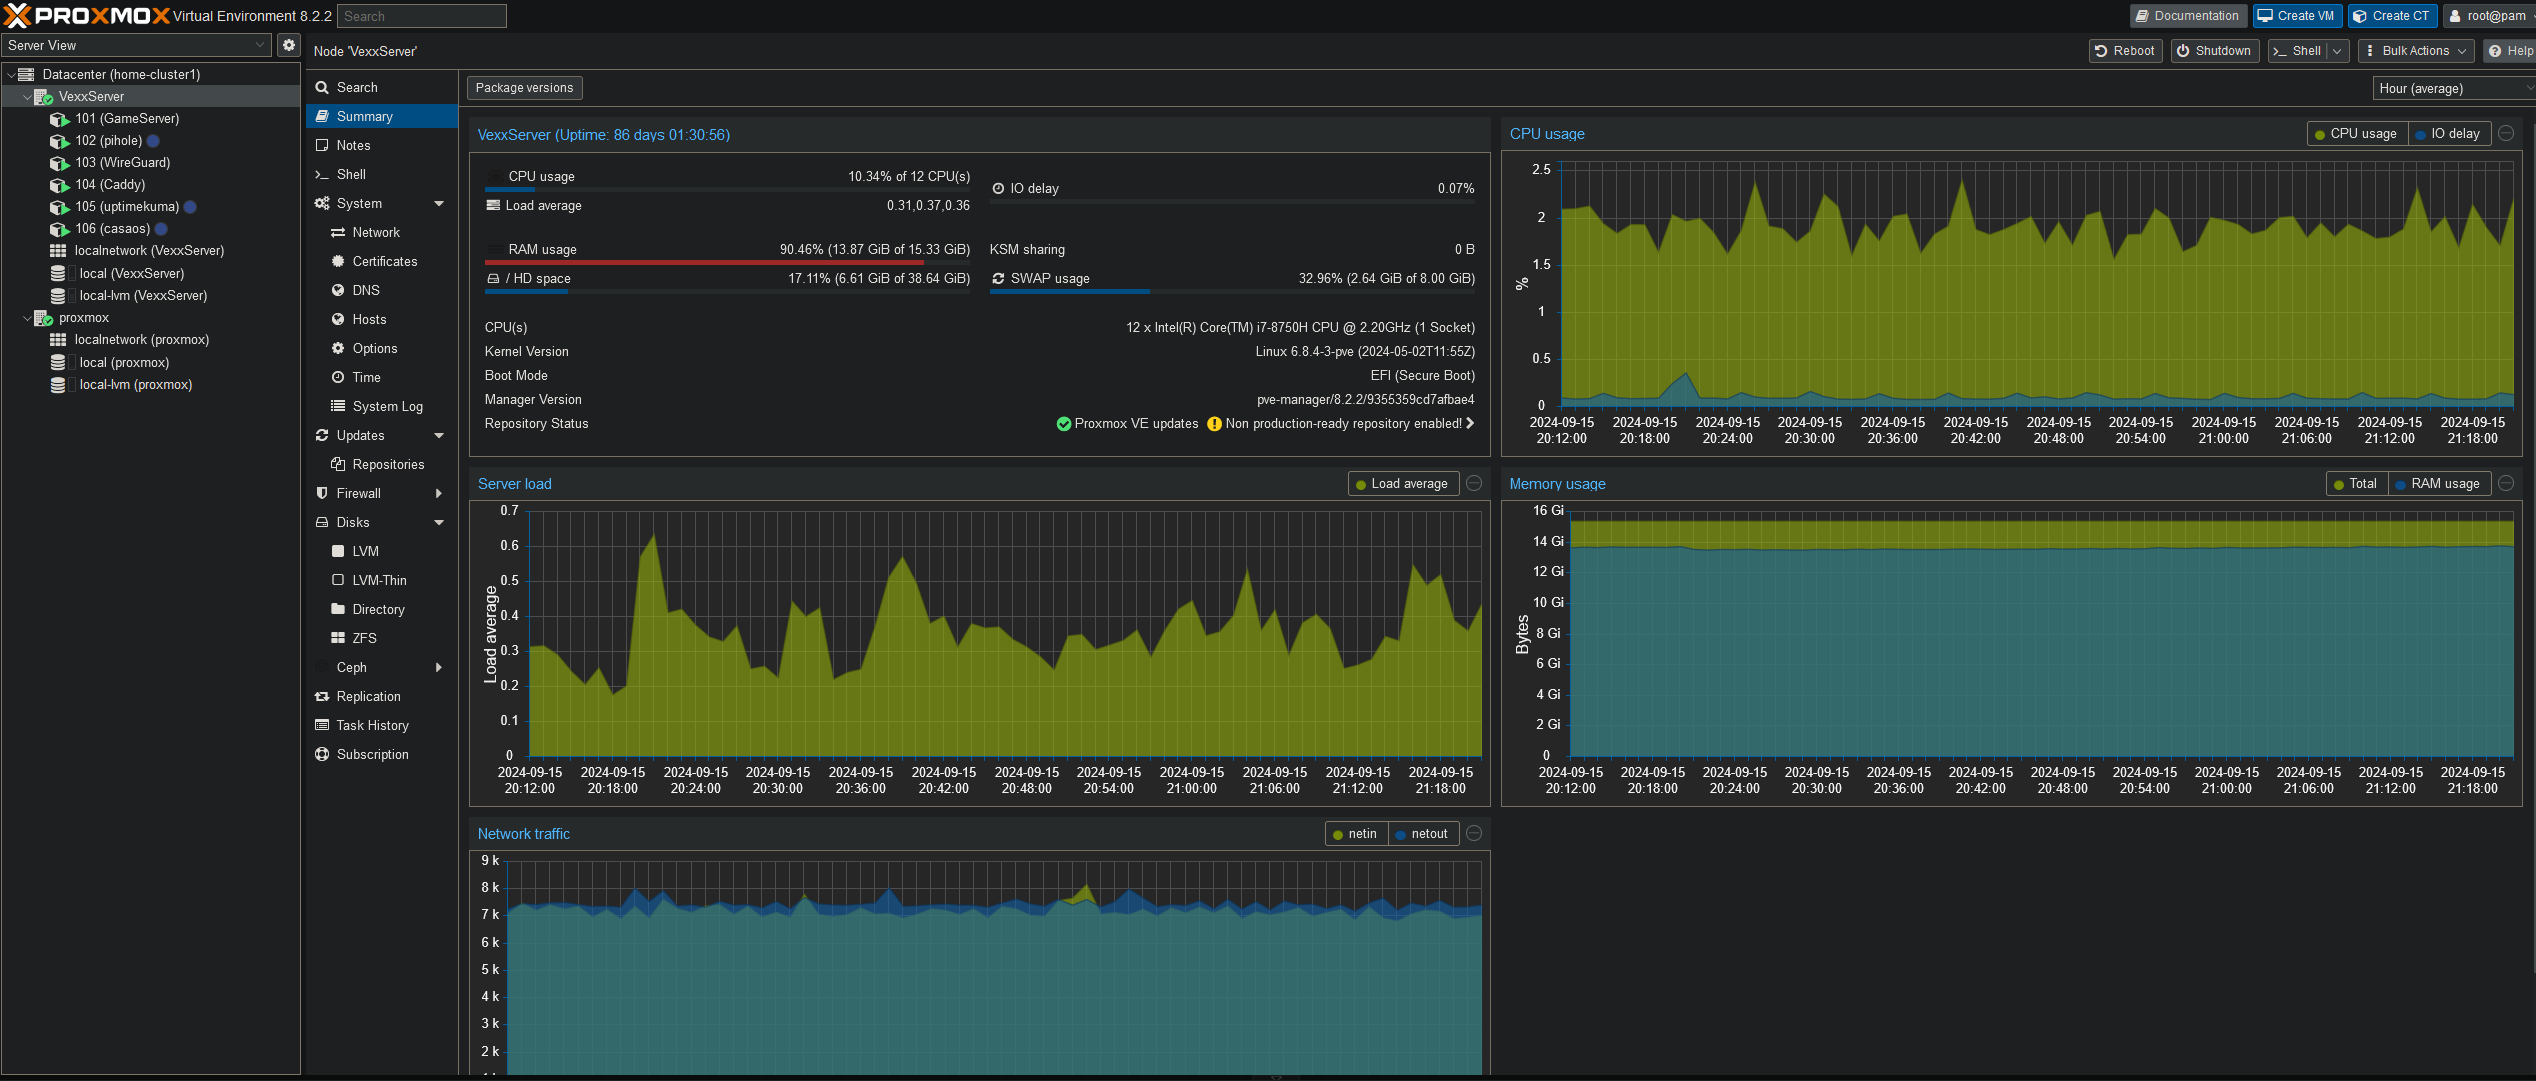 PROXMOX Virtual Environment 8.2.2 Search
Documentation Create VM Create CT root@pam
Server View
Node 'VexxServer'
Reboot Shutdown Shell Bulk Actions Help
Datacenter (home-cluster1)
VexxServer
101 (GameServer)
102 (pihole)
103 (WireGuard)
104 (Caddy)
105 (uptimekuma)
106 (casaos)
localnetwork (VexxServer)
local (VexxServer)
local-lvm (VexxServer)
proxmox
localnetwork (proxmox)
local (proxmox)
local-lvm (proxmox)
Search
Summary
Notes
Shell
System
Network
Certificates
DNS
Hosts
Options
Time
System Log
Updates
Repositories
Firewall
Disks
LVM
LVM-Thin
Directory
ZFS
Ceph
Replication
Task History
Subscription
Package versions
Hour (average)
VexxServer (Uptime: 86 days 01:30:56)
CPU usage 10.34% of 12 CPU(s)
IO delay 0.07%
Load average 0.31,0.37,0.36
RAM usage 90.46% (13.87 GiB of 15.33 GiB)
KSM sharing 0 B
/ HD space 17.11% (6.61 GiB of 38.64 GiB)
SWAP usage 32.96% (2.64 GiB of 8.00 GiB)
CPU(s) 12 x Intel(R) Core(TM) i7-8750H CPU @ 2.20GHz (1 Socket)
Kernel Version Linux 6.8.4-3-pve (2024-05-02T11:55Z)
Boot Mode EFI (Secure Boot)
Manager Version pve-manager/8.2.2/9355359cd7afbae4
Repository Status Proxmox VE updates Non production-ready repository enabled!
CPU usage
CPU usage IO delay
2.5
2
1.5
1
0.5
0
%
2024-09-15 2024-09-15 2024-09-15 2024-09-15 2024-09-15 2024-09-15 2024-09-15 2024-09-15 2024-09-15 2024-09-15 2024-09-15 2024-09-15
20:12:00 20:18:00 20:24:00 20:30:00 20:36:00 20:42:00 20:48:00 20:54:00 21:00:00 21:06:00 21:12:00 21:18:00
Server load
Load average
0.7
0.6
0.5
0.4
0.3
0.2
0.1
0
Load average
2024-09-15 2024-09-15 2024-09-15 2024-09-15 2024-09-15 2024-09-15 2024-09-15 2024-09-15 2024-09-15 2024-09-15 2024-09-15 2024-09-15
20:12:00 20:18:00 20:24:00 20:30:00 20:36:00 20:42:00 20:48:00 20:54:00 21:00:00 21:06:00 21:12:00 21:18:00
Memory usage
Total RAM usage
16 Gi
14 Gi
12 Gi
10 Gi
8 Gi
6 Gi
4 Gi
2 Gi
0
Bytes
2024-09-15 2024-09-15 2024-09-15 2024-09-15 2024-09-15 2024-09-15 2024-09-15 2024-09-15 2024-09-15 2024-09-15 2024-09-15 2024-09-15
20:12:00 20:18:00 20:24:00 20:30:00 20:36:00 20:42:00 20:48:00 20:54:00 21:00:00 21:06:00 21:12:00 21:18:00
Network traffic
netin netout
9 k
8 k
7 k
6 k
5 k
4 k
3 k
2 k